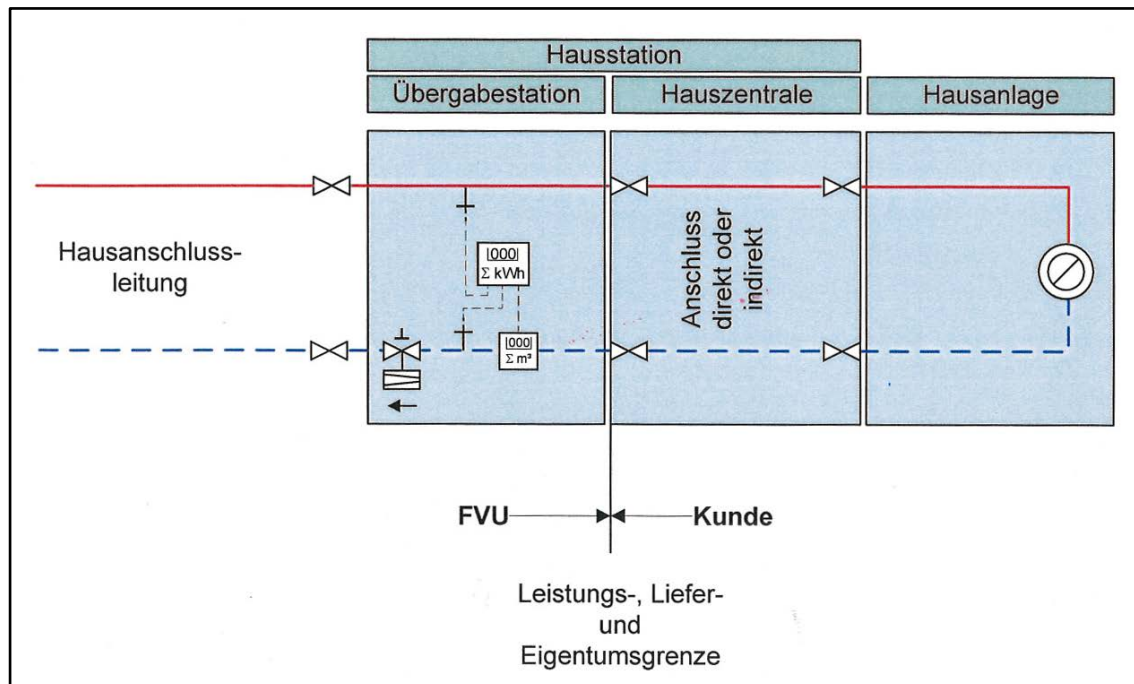 Hausstation
Übergabestation
Hauszentrale
Hausanlage
Hausanschluss-
leitung
000
Σ kWh
000
Σ m³
Anschluss
direkt oder
indirekt
FVU
Kunde
Leistungs-, Liefer-
und
Eigentumsgrenze